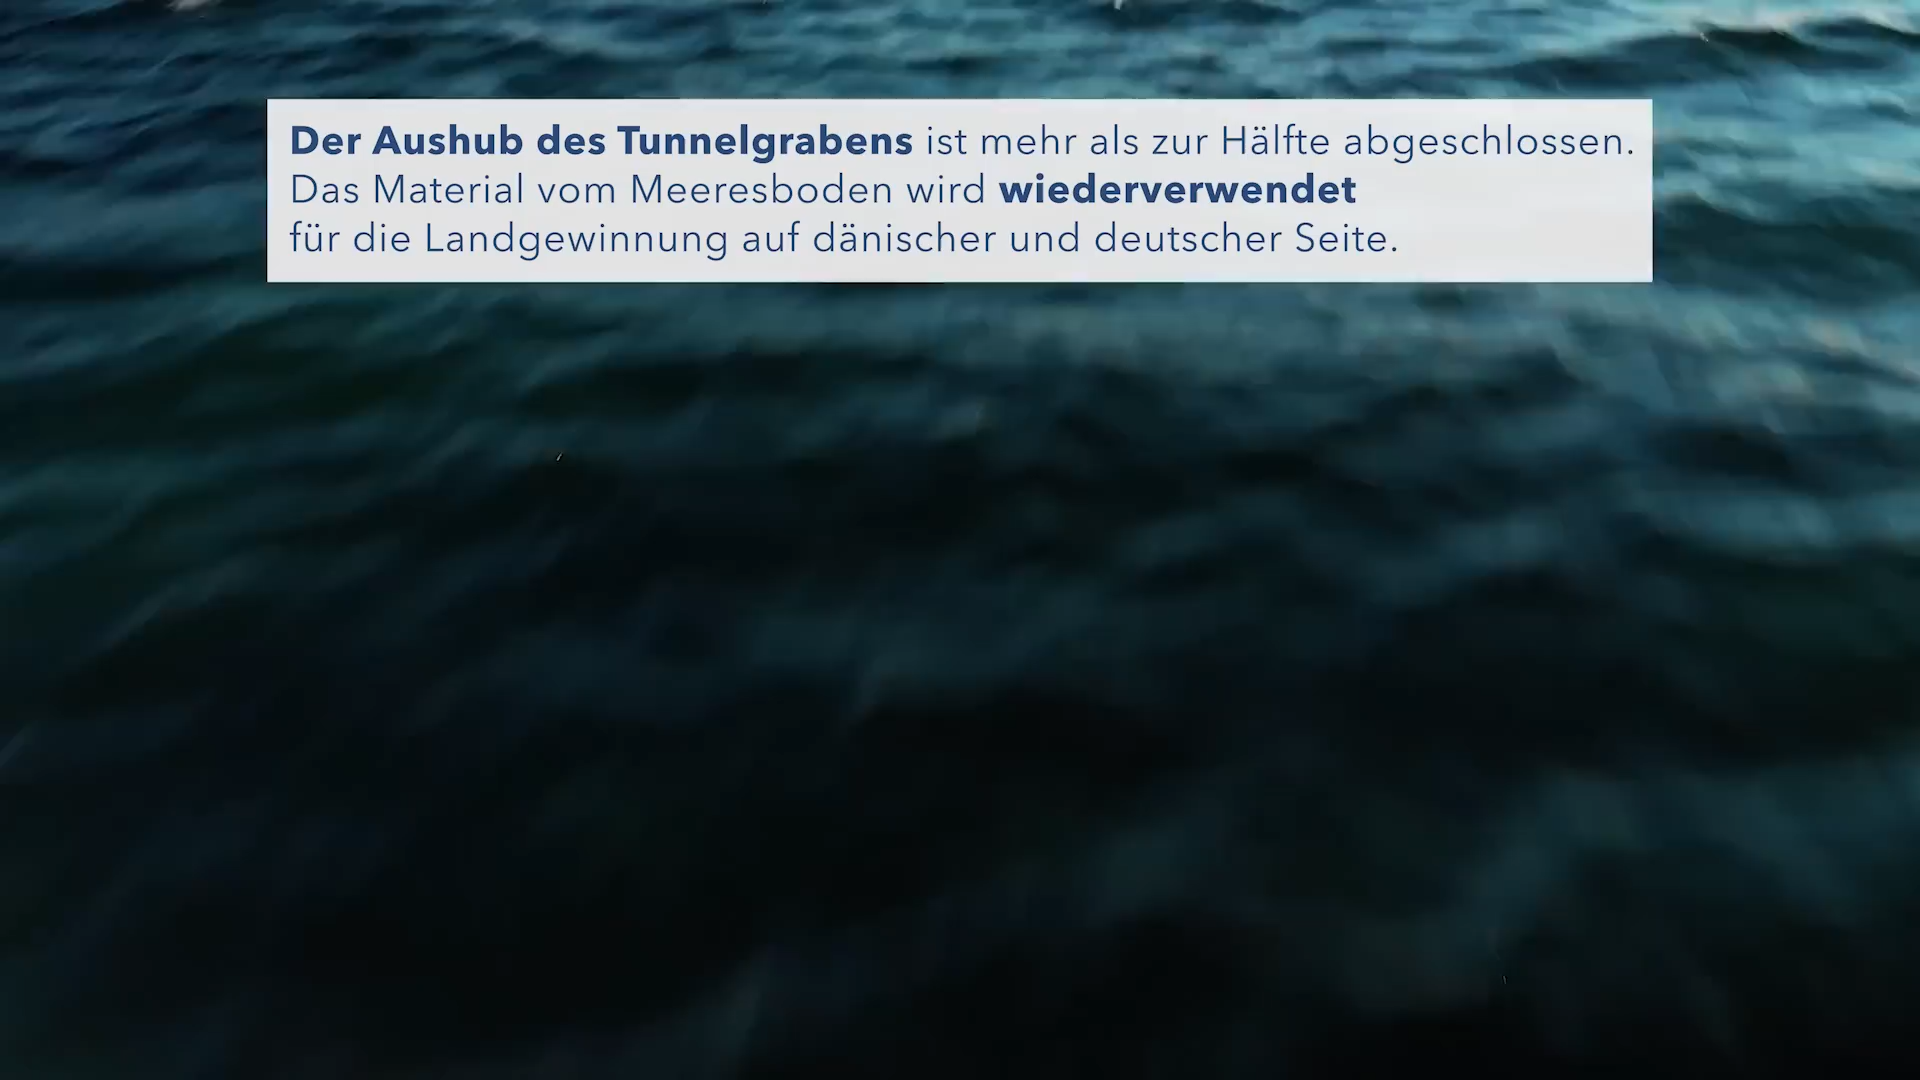 Der Aushub des Tunnelgrabens ist mehr als zur Hälfte abgeschlossen.
Das Material vom Meeresboden wird wiederverwendet
für die Landgewinnung auf dänischer und deutscher Seite.